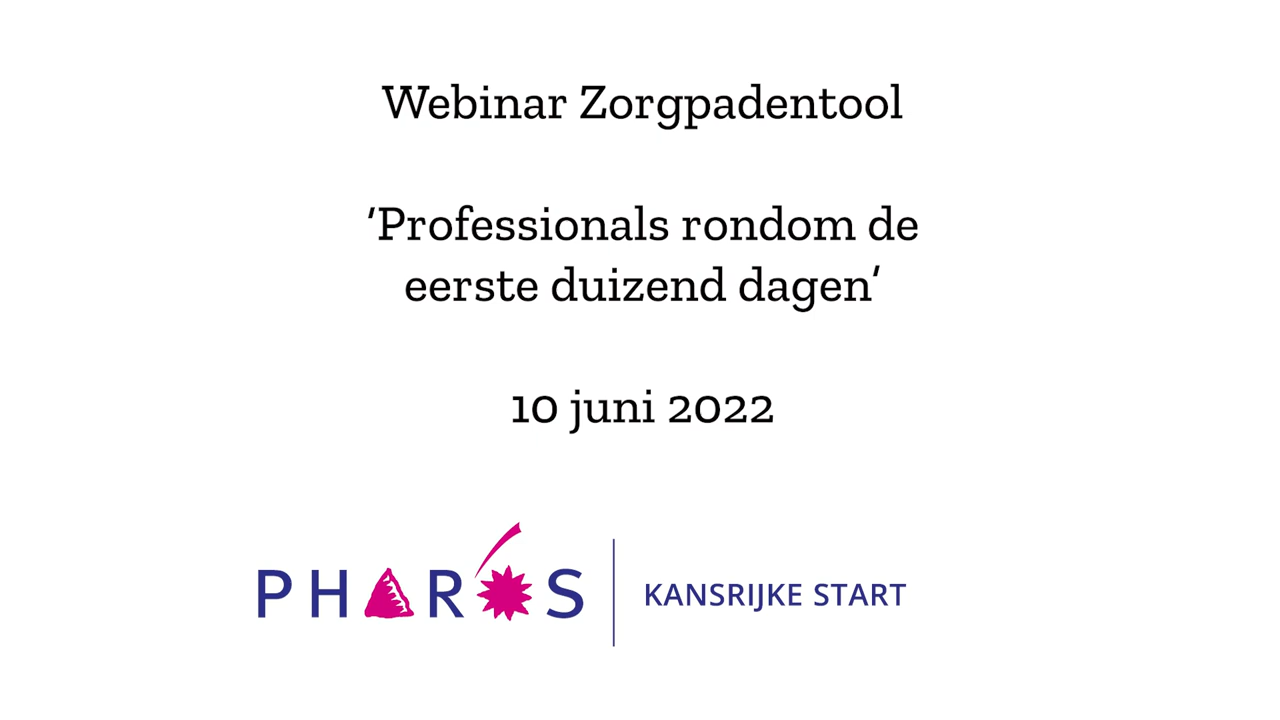 Webinar Zorgpadentool
‘Professionals rondom de
eerste duizend dagen’
10 juni 2022
PHAROS
KANSRIJKE START